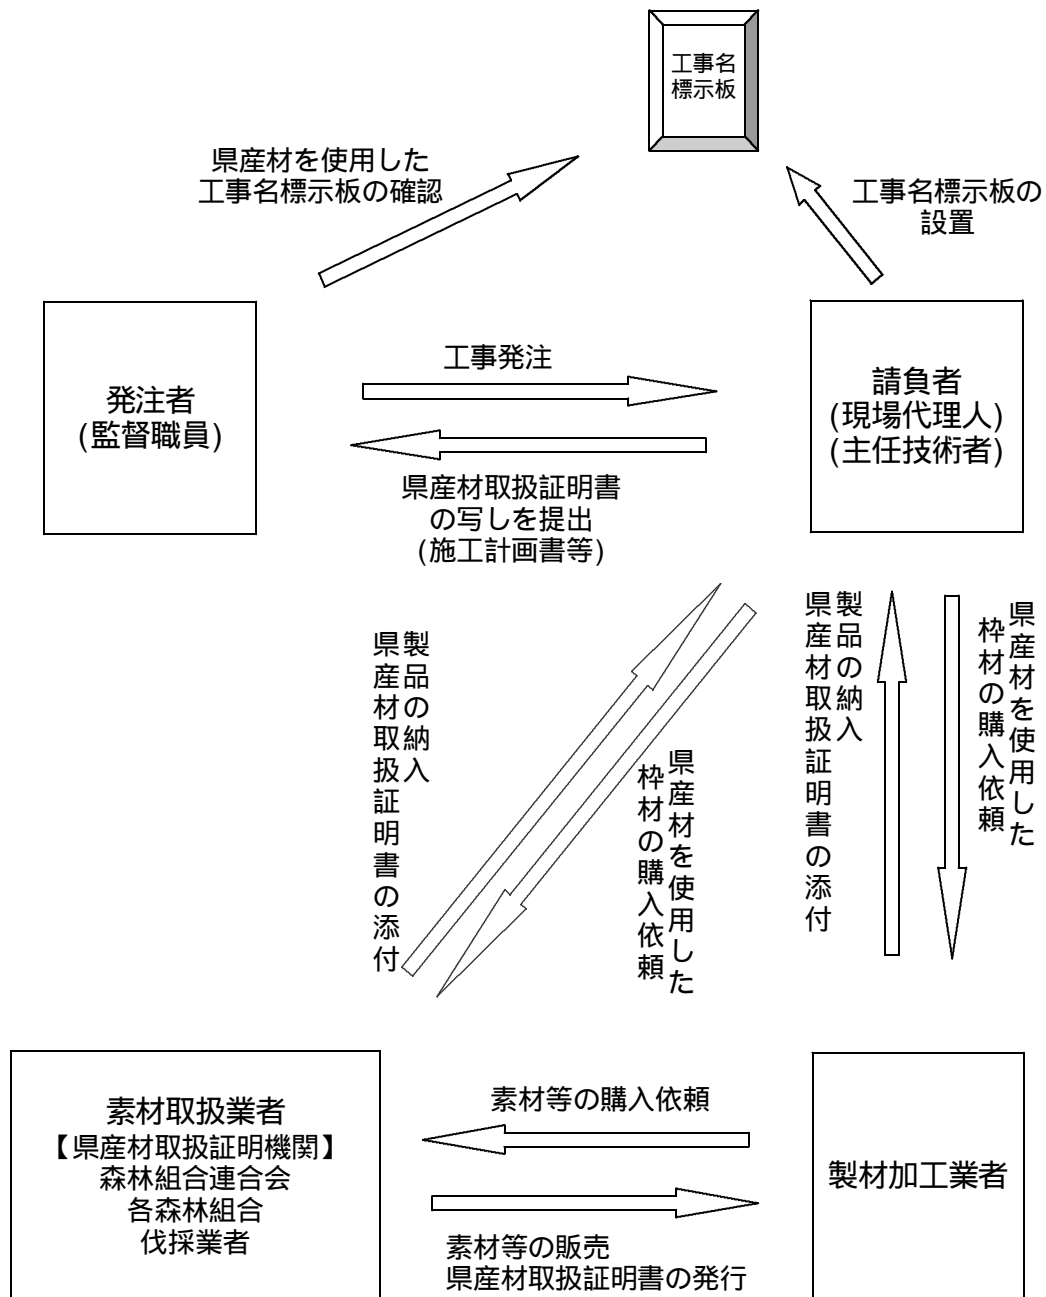 工事名
標示板
県産材を使用した
工事名標示板の確認
工事名標示板の
設置
発注者
(監督職員)
工事発注
請負者
(現場代理人)
(主任技術者)
県産材取扱証明書
の写しを提出
(施工計画書等)
製品の納入
県産材取扱証明書の添付
県産材を使用した
枠材の購入依頼
製品の納入
県産材取扱証明書の添付
県産材を使用した
枠材の購入依頼
素材取扱業者
【県産材取扱証明機関】
森林組合連合会
各森林組合
伐採業者
素材等の購入依頼
素材等の販売
県産材取扱証明書の発行
製材加工業者